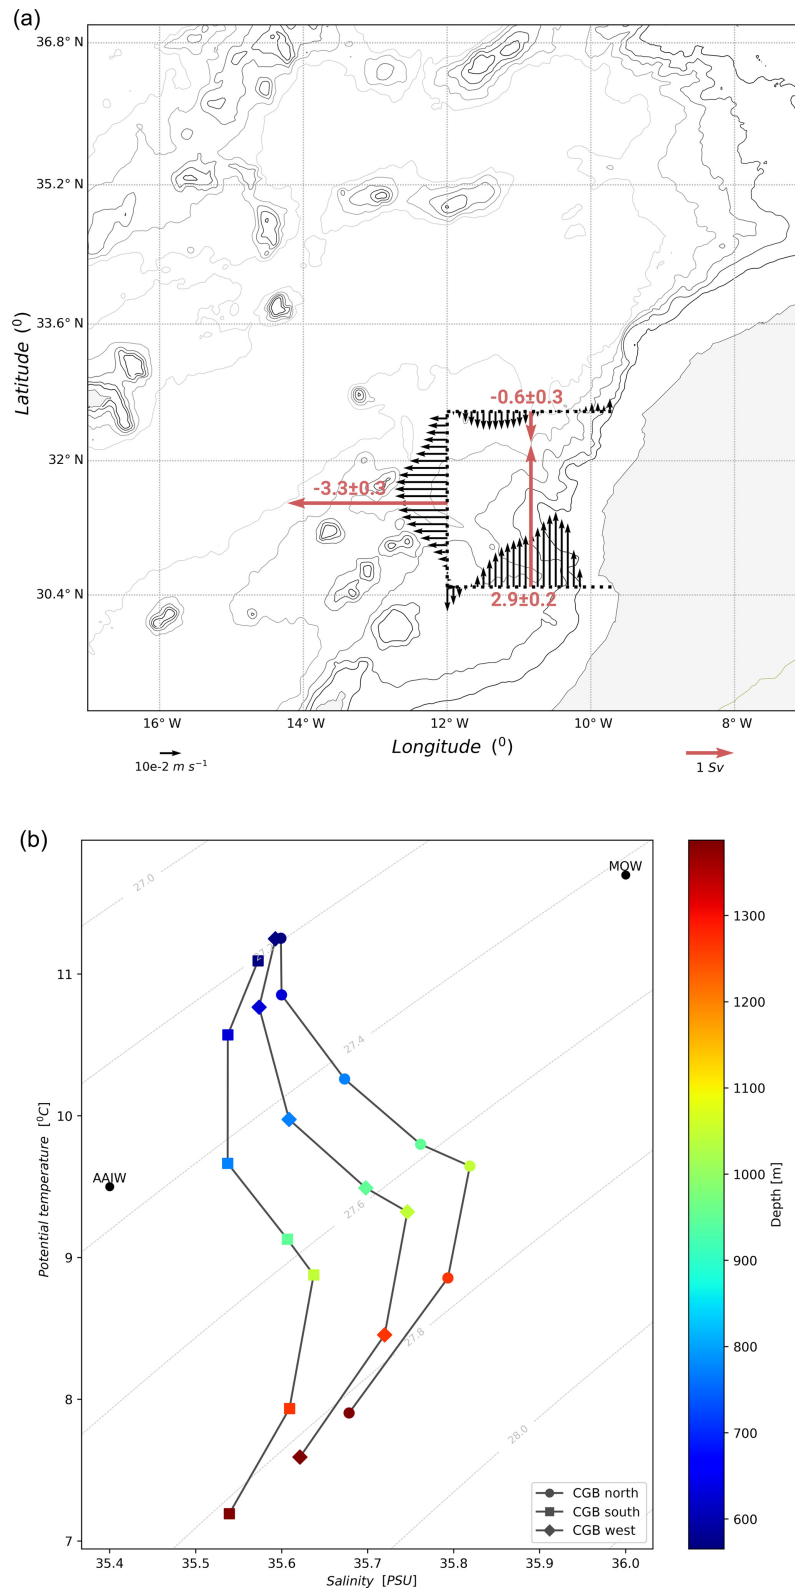 (a)
36.8° N
35.2° N
33.6° N
32° N
30.4° N
Latitude (⁰)
-0.6±0.3
-3.3±0.3
2.9±0.2
16° W
14° W
12° W
10° W
8° W
Longitude (⁰)
10e-2 m s⁻¹
1 Sv
(b)
MOW
27.0
27.4
27.6
27.8
28.0
AAIW
11
10
9
8
7
Potential temperature [⁰C]
35.4
35.5
35.6
35.7
35.8
35.9
36.0
Salinity [PSU]
CGB north
CGB south
CGB west
1300
1200
1100
1000
900
800
700
600
Depth [m]